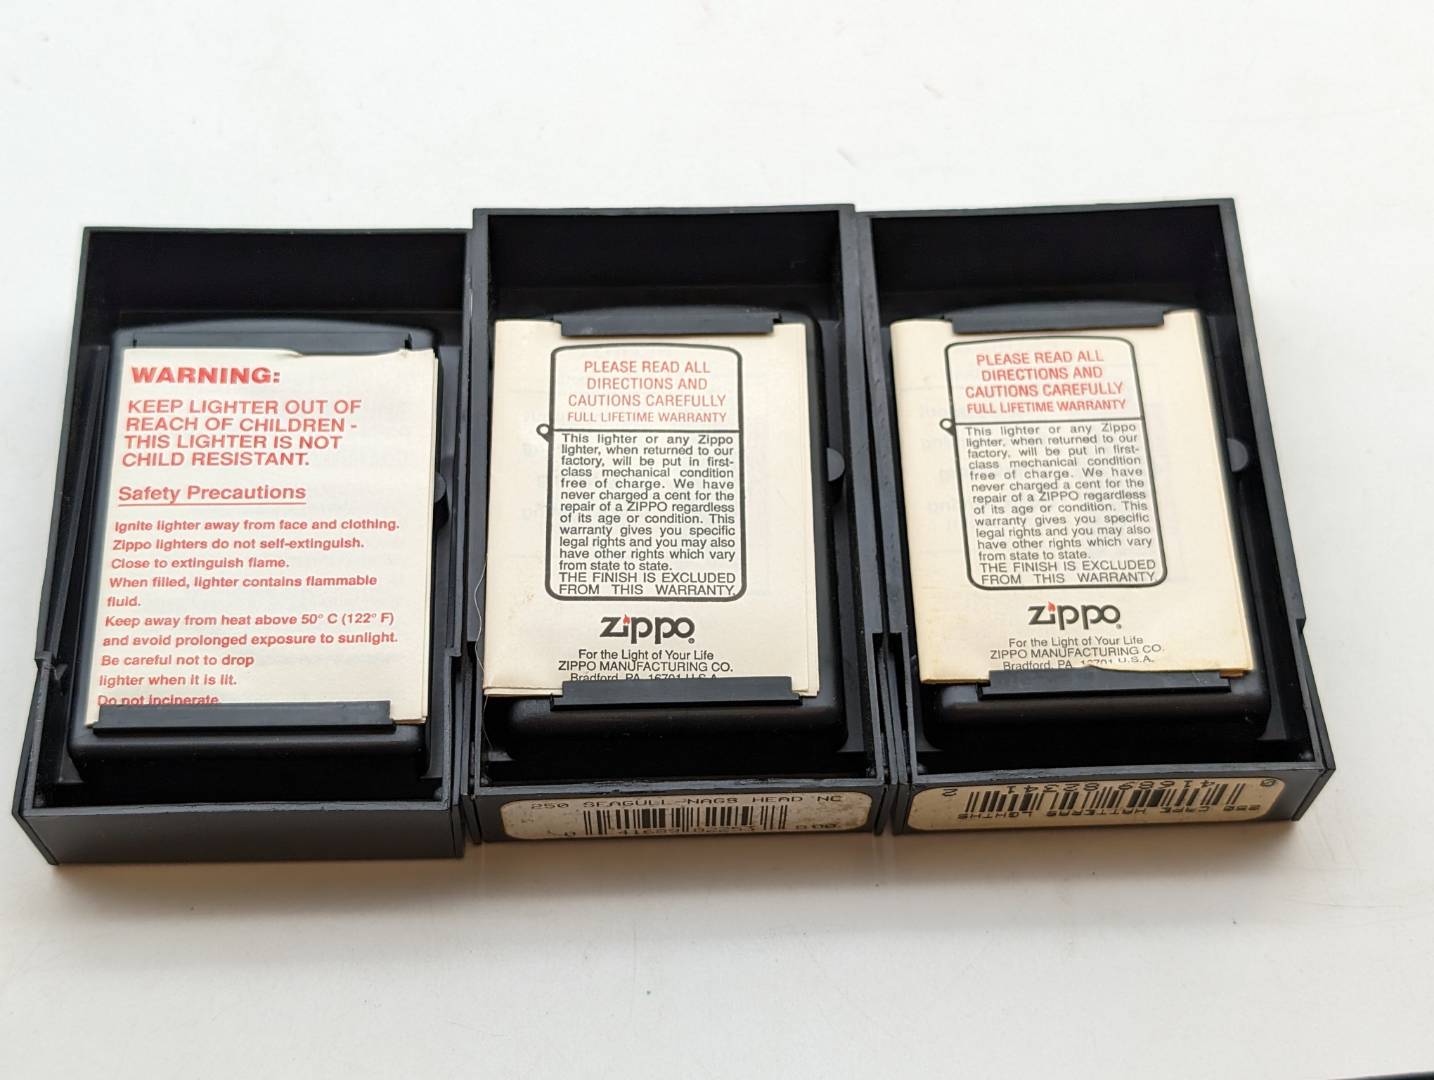 WARNING:
KEEP LIGHTER OUT OF
REACH OF CHILDREN -
THIS LIGHTER IS NOT
CHILD RESISTANT.
Safety Precautions
Ignite lighter away from face and clothing.
Zippo lighters do not self-extinguish.
Close to extinguish flame.
When filled, lighter contains flammable
fluid.
Keep away from heat above 50° C (122° F)
and avoid prolonged exposure to sunlight.
Be careful not to drop
lighter when it is lit.
Do not incinerate.
PLEASE READ ALL
DIRECTIONS AND
CAUTIONS CAREFULLY
FULL LIFETIME WARRANTY
This lighter or any Zippo
lighter, when returned to our
factory, will be put in first-
class mechanical condition
free of charge. We have
never charged a cent for the
repair of a ZIPPO regardless
of its age or condition. This
warranty gives you specific
legal rights and you may also
have other rights which vary
from state to state.
THE FINISH IS EXCLUDED
FROM THIS WARRANTY.
zippo
For the Light of Your Life
ZIPPO MANUFACTURING CO.
Bradford, PA 16701 U.S.A.
250 SEAGULL-NAGS HEAD NC
0 41689 02253
PLEASE READ ALL
DIRECTIONS AND
CAUTIONS CAREFULLY
FULL LIFETIME WARRANTY
This lighter or any Zippo
lighter, when returned to our
factory, will be put in first-
class mechanical condition
free of charge. We have
never charged a cent for the
repair of a ZIPPO regardless
of its age or condition. This
warranty gives you specific
legal rights and you may also
have other rights which vary
from state to state.
THE FINISH IS EXCLUDED
FROM THIS WARRANTY.
zippo
For the Light of Your Life
ZIPPO MANUFACTURING CO.
Bradford, PA 16701 U.S.A.
CAPE HATTERAS
0 41689 92341 2